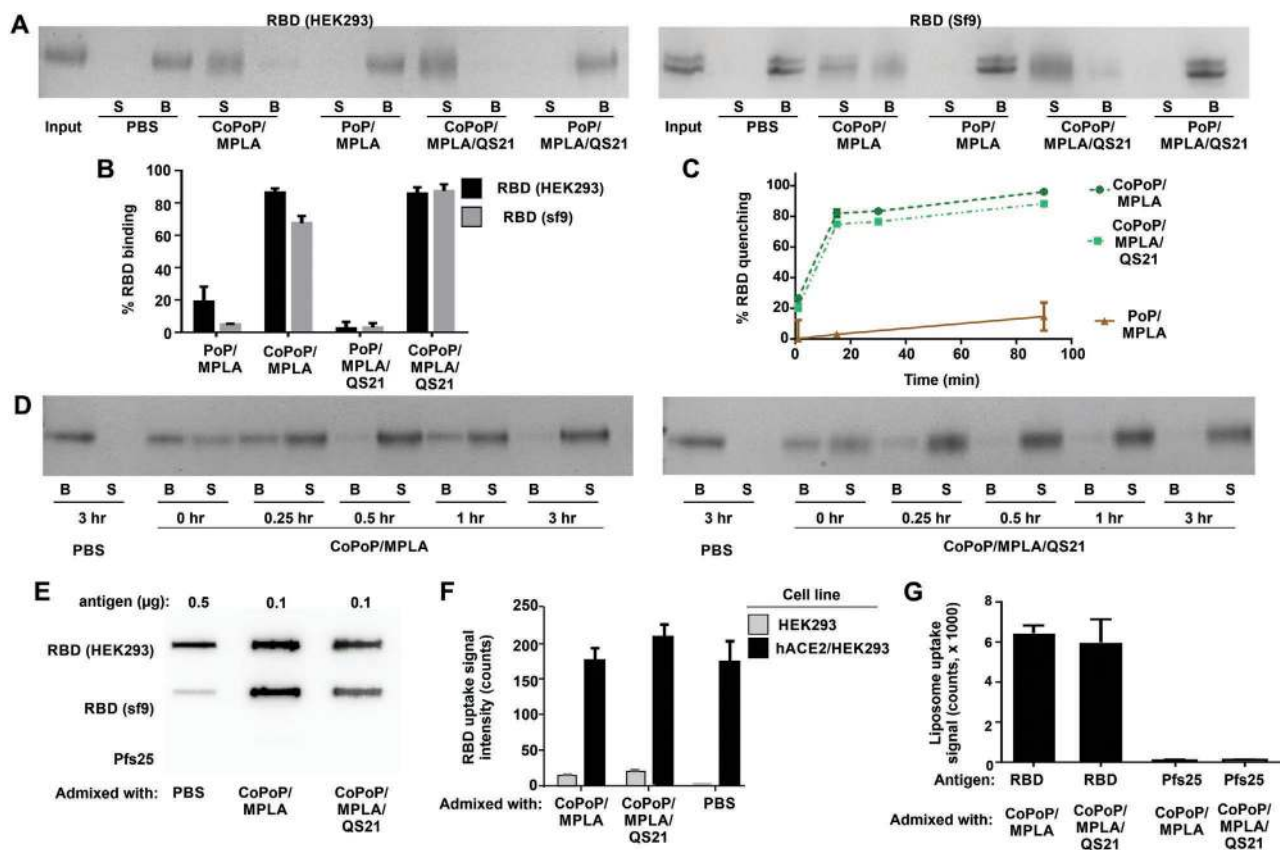 A
RBD (HEK293)
RBD (Sf9)
S B S B S B S B S B
Input PBS CoPoP/ PoP/ CoPoP/ PoP/
MPLA MPLA MPLA/QS21 MPLA/QS21
S B S B S B S B S B
Input PBS CoPoP/ PoP/ CoPoP/ PoP/
MPLA MPLA MPLA/QS21 MPLA/QS21
B
% RBD binding
100
80
60
40
20
0
RBD (HEK293)
RBD (sf9)
PoP/ CoPoP/ PoP/ CoPoP/
MPLA MPLA MPLA/ MPLA/
QS21 QS21
C
% RBD quenching
100
80
60
40
20
0
0 20 40 60 80 100
Time (min)
CoPoP/
MPLA
CoPoP/
MPLA/
QS21
PoP/
MPLA
D
B S B S B S B S B S B S
3 hr 0 hr 0.25 hr 0.5 hr 1 hr 3 hr
PBS CoPoP/MPLA
B S B S B S B S B S B S
3 hr 0 hr 0.25 hr 0.5 hr 1 hr 3 hr
PBS CoPoP/MPLA/QS21
E
antigen (µg): 0.5 0.1 0.1
RBD (HEK293)
RBD (sf9)
Pfs25
Admixed with: PBS CoPoP/ CoPoP/
MPLA MPLA/
QS21
F
RBD uptake signal
intensity (counts)
250
200
150
100
50
0
Cell line
HEK293
hACE2/HEK293
Admixed with: CoPoP/ CoPoP/ PBS
MPLA MPLA/
QS21
G
Liposome uptake
signal (counts, x 1000)
8
6
4
2
0
Antigen: RBD RBD Pfs25 Pfs25
Admixed with: CoPoP/ CoPoP/ CoPoP/ CoPoP/
MPLA MPLA/ MPLA MPLA/
QS21 QS21